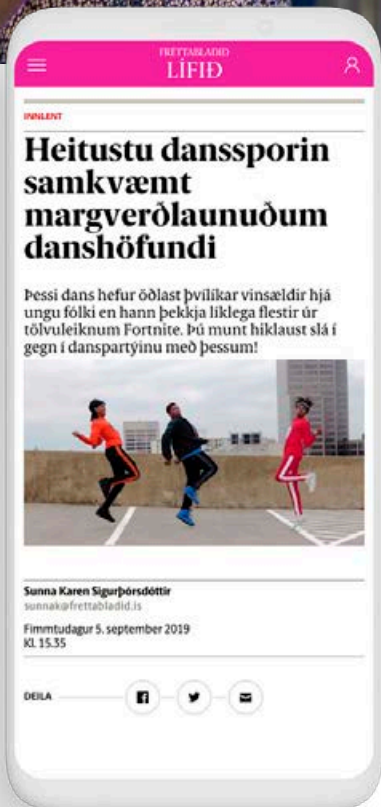 FRÉTTABLAÐIÐ
LÍFIÐ
INNLENT
Heitustu danssporin
samkvæmt
margverðlaunuðum
danshöfundi
Þessi dans hefur öðlast þvílíkar vinsældir hjá
ungu fólki en hann þekkja líklega flestir úr
tölvuleiknum Fortnite. Þú munt hiklaust slá í
gegn í danspartýinu með þessum!
Sunna Karen Sigurþórsdóttir
sunnak@frettabladid.is
Fimmtudagur 5. september 2019
Kl. 15.35
DEILA